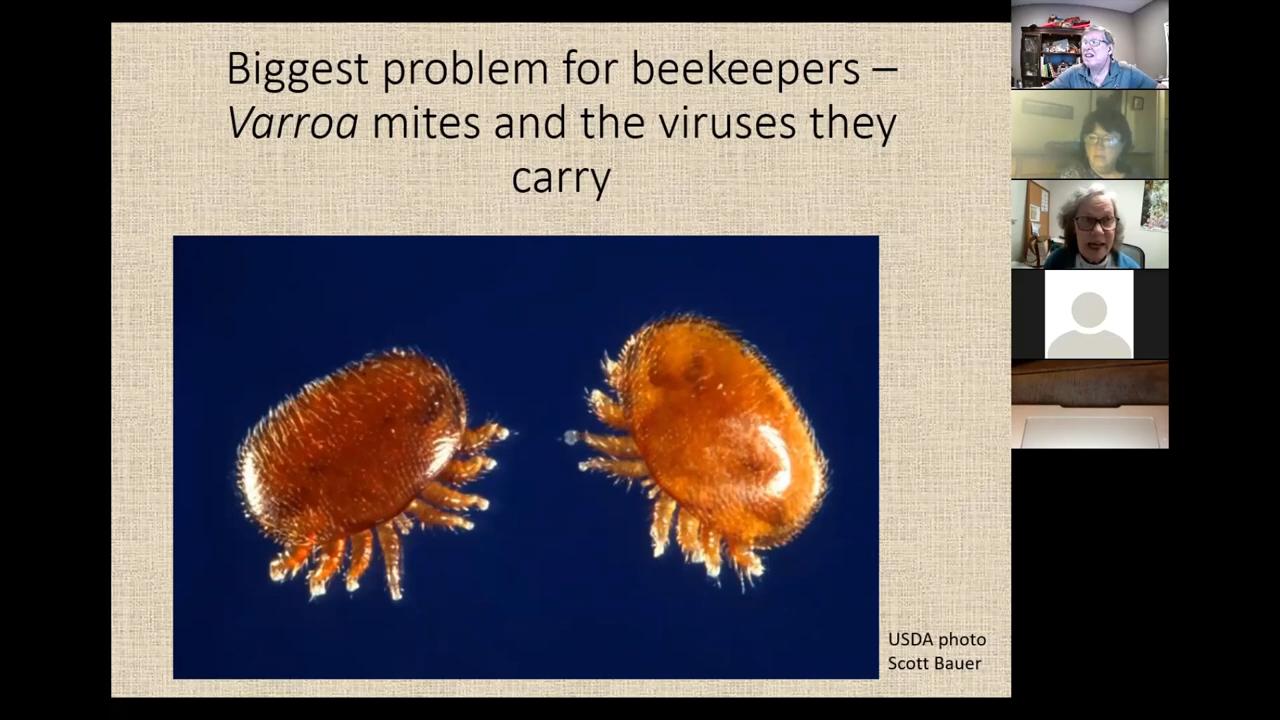 Biggest problem for beekeepers –
Varroa mites and the viruses they
carry
USDA photo
Scott Bauer